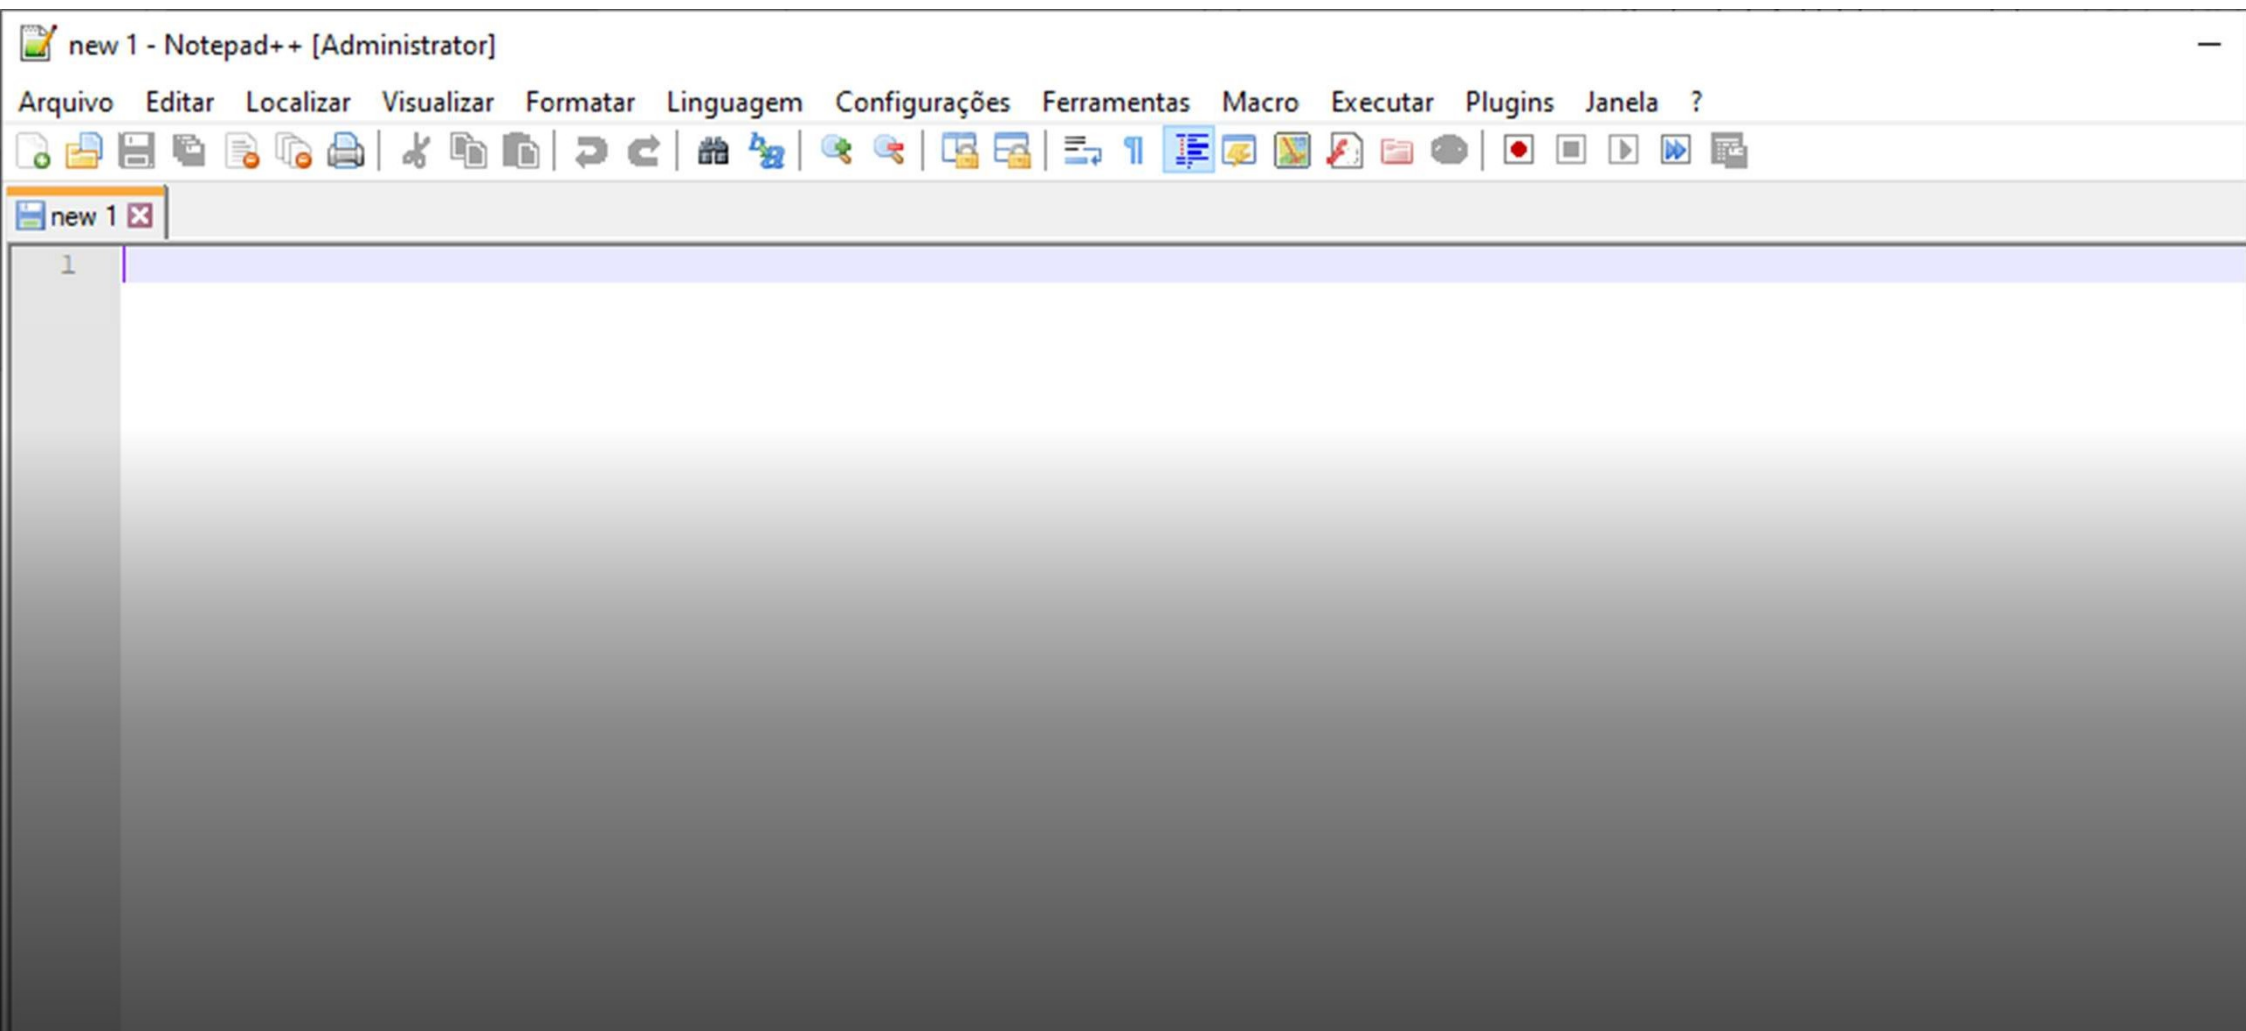 new 1 - Notepad++ [Administrator]
Arquivo Editar Localizar Visualizar Formatar Linguagem Configurações Ferramentas Macro Executar Plugins Janela ?
new 1
1